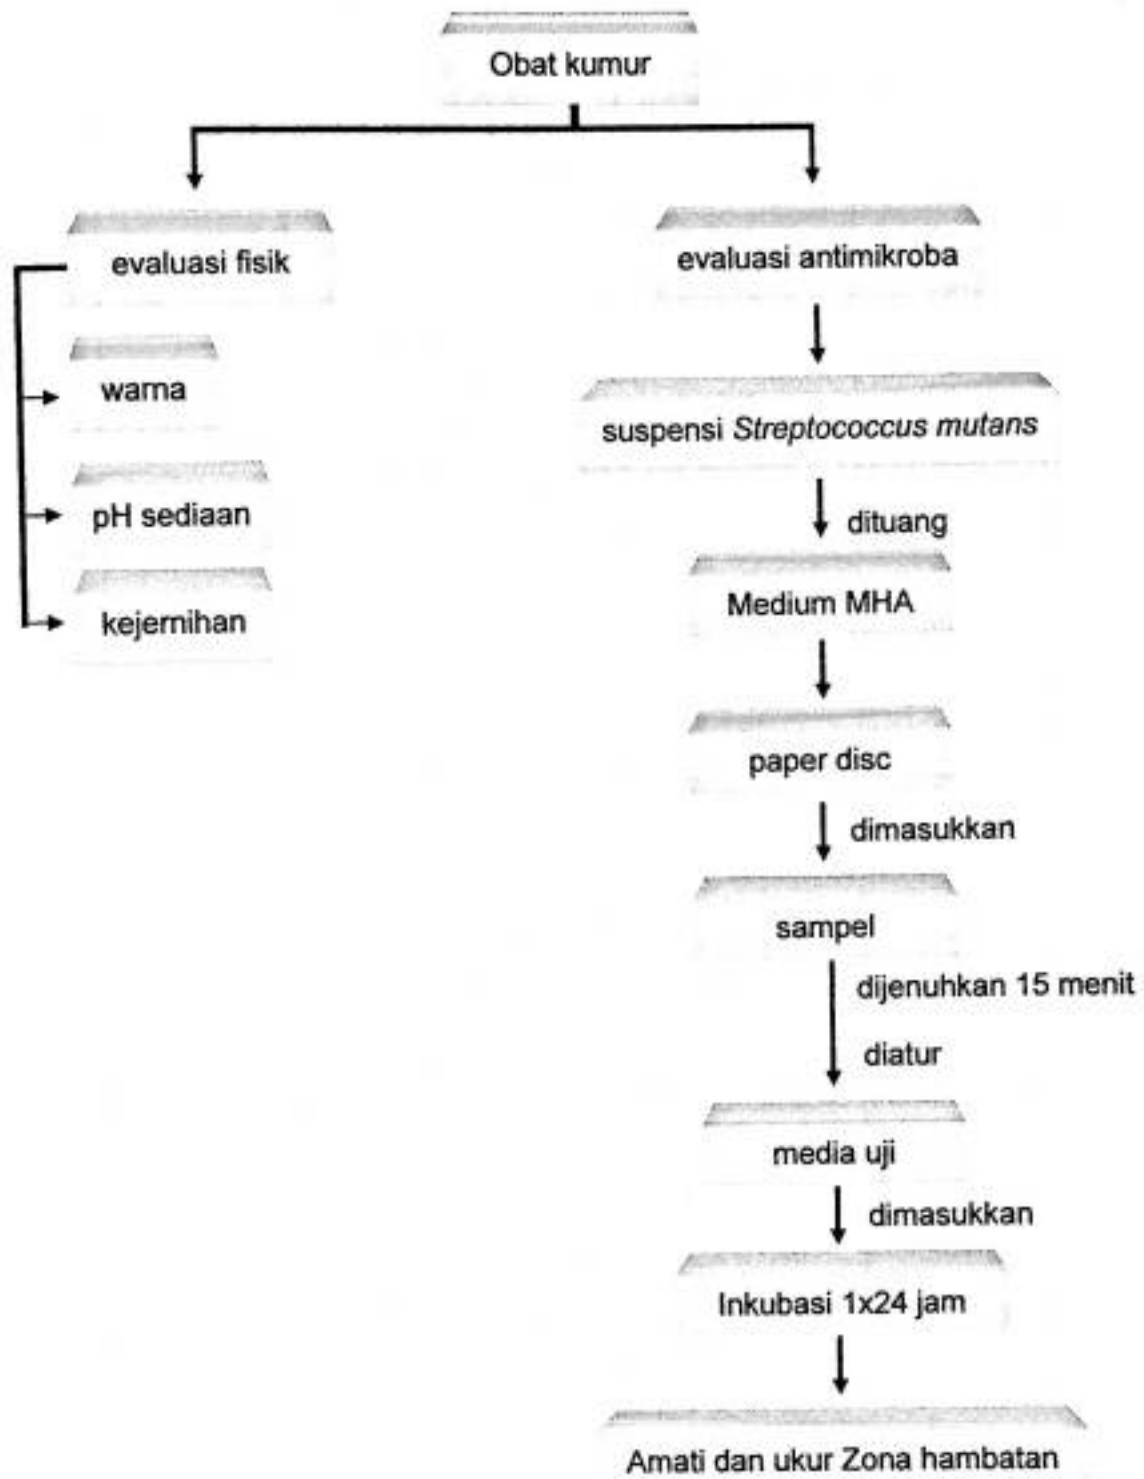 Obat kumur
evaluasi fisik
warna
pH sediaan
kejernihan
evaluasi antimikroba
suspensi Streptococcus mutans
dituang
Medium MHA
paper disc
dimasukkan
sampel
dijenuhkan 15 menit
diatur
media uji
dimasukkan
Inkubasi 1x24 jam
Amati dan ukur Zona hambatan